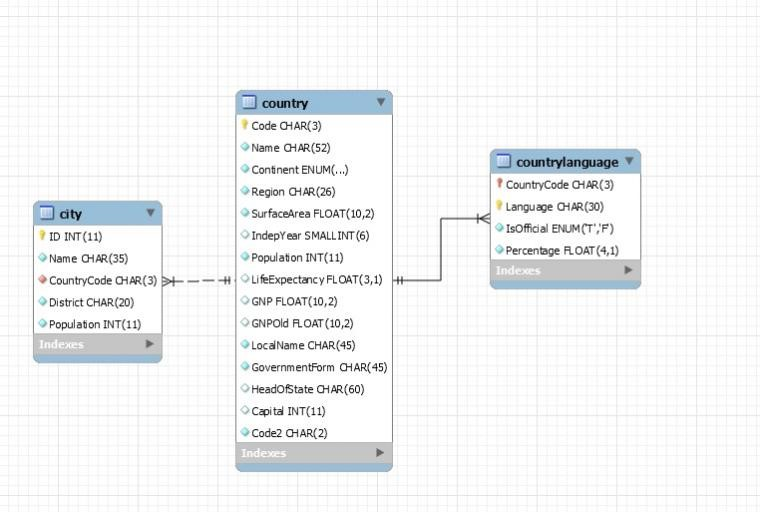 city
ID INT(11)
Name CHAR(35)
CountryCode CHAR(3)
District CHAR(20)
Population INT(11)
Indexes
country
Code CHAR(3)
Name CHAR(52)
Continent ENUM(...)
Region CHAR(26)
SurfaceArea FLOAT(10,2)
IndepYear SMALLINT(6)
Population INT(11)
LifeExpectancy FLOAT(3,1)
GNP FLOAT(10,2)
GNPOld FLOAT(10,2)
LocalName CHAR(45)
GovernmentForm CHAR(45)
HeadOfState CHAR(60)
Capital INT(11)
Code2 CHAR(2)
Indexes
countrylanguage
CountryCode CHAR(3)
Language CHAR(30)
IsOfficial ENUM('T','F')
Percentage FLOAT(4,1)
Indexes